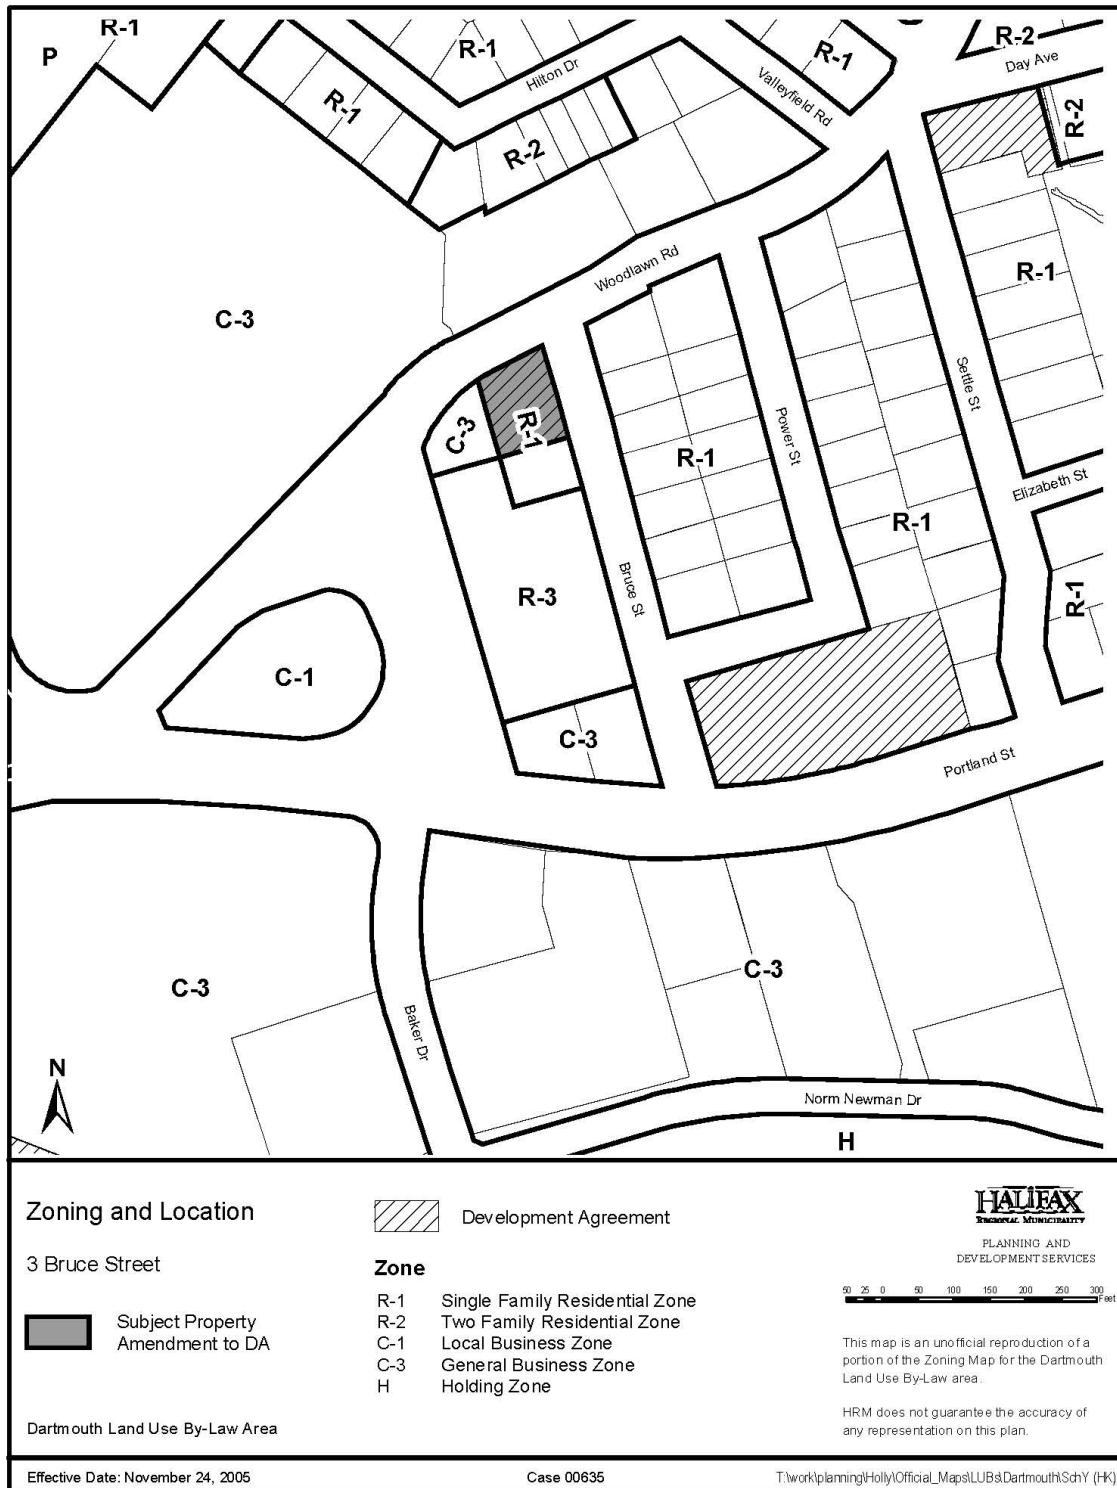 R-1
P
R-1
R-1
R-2
Day Ave
Hilton Dr
Valleyfield Rd
R-1
R-2
R-2
Woodlawn Rd
R-1
C-3
Settle St
C-3
R-1
Power St
R-1
Elizabeth St
R-1
Bruce St
R-3
R-1
C-1
C-3
Portland St
C-3
C-3
Baker Dr
N
Norm Newman Dr
H
Zoning and Location
3 Bruce Street
Subject Property
Amendment to DA
Dartmouth Land Use By-Law Area
Development Agreement
Zone
R-1 Single Family Residential Zone
R-2 Two Family Residential Zone
C-1 Local Business Zone
C-3 General Business Zone
H Holding Zone
HALIFAX
REGIONAL MUNICIPALITY
PLANNING AND
DEVELOPMENT SERVICES
50 25 0 50 100 150 200 250 300
Feet
This map is an unofficial reproduction of a
portion of the Zoning Map for the Dartmouth
Land Use By-Law area.
HRM does not guarantee the accuracy of
any representation on this plan.
Effective Date: November 24, 2005
Case 00635
T:\work\planning\Holly\Official_Maps\LUBs\Dartmouth\SchY (HK)